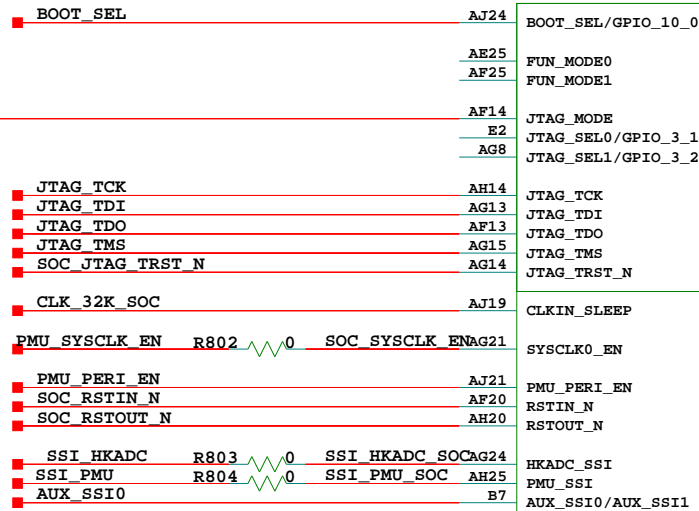 BOOT_SEL AJ24 BOOT_SEL/GPIO_10_0
AE25 FUN_MODE0
AF25 FUN_MODE1
AF14 JTAG_MODE
E2 JTAG_SEL0/GPIO_3_1
AG8 JTAG_SEL1/GPIO_3_2
JTAG_TCK AH14 JTAG_TCK
JTAG_TDI AG13 JTAG_TDI
JTAG_TDO AF13 JTAG_TDO
JTAG_TMS AG15 JTAG_TMS
SOC_JTAG_TRST_N AG14 JTAG_TRST_N
CLK_32K_SOC AJ19 CLKIN_SLEEP
PMU_SYSCLK_EN R802 0 SOC_SYSCLK_EN AG21 SYSCLK0_EN
PMU_PERI_EN AJ21 PMU_PERI_EN
SOC_RSTIN_N AF20 RSTIN_N
SOC_RSTOUT_N AH20 RSTOUT_N
SSI_HKADC R803 0 SSI_HKADC_SOC AG24 HKADC_SSI
SSI_PMU R804 0 SSI_PMU_SOC AH25 PMU_SSI
AUX_SSI0 B7 AUX_SSI0/AUX_SSI1